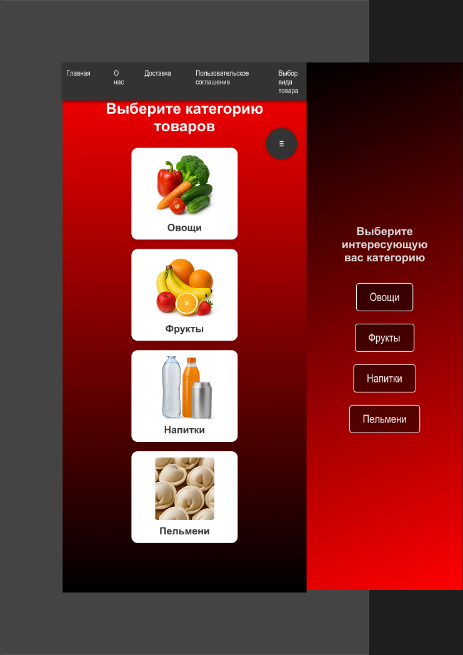 Главная
О
нас
Доставка
Пользовательское
соглашение
Выбор
вида
товара
Выберите категорию
товаров
Овощи
Фрукты
Напитки
Пельмени
Выберите
интересующую
вас категорию
Овощи
Фрукты
Напитки
Пельмени